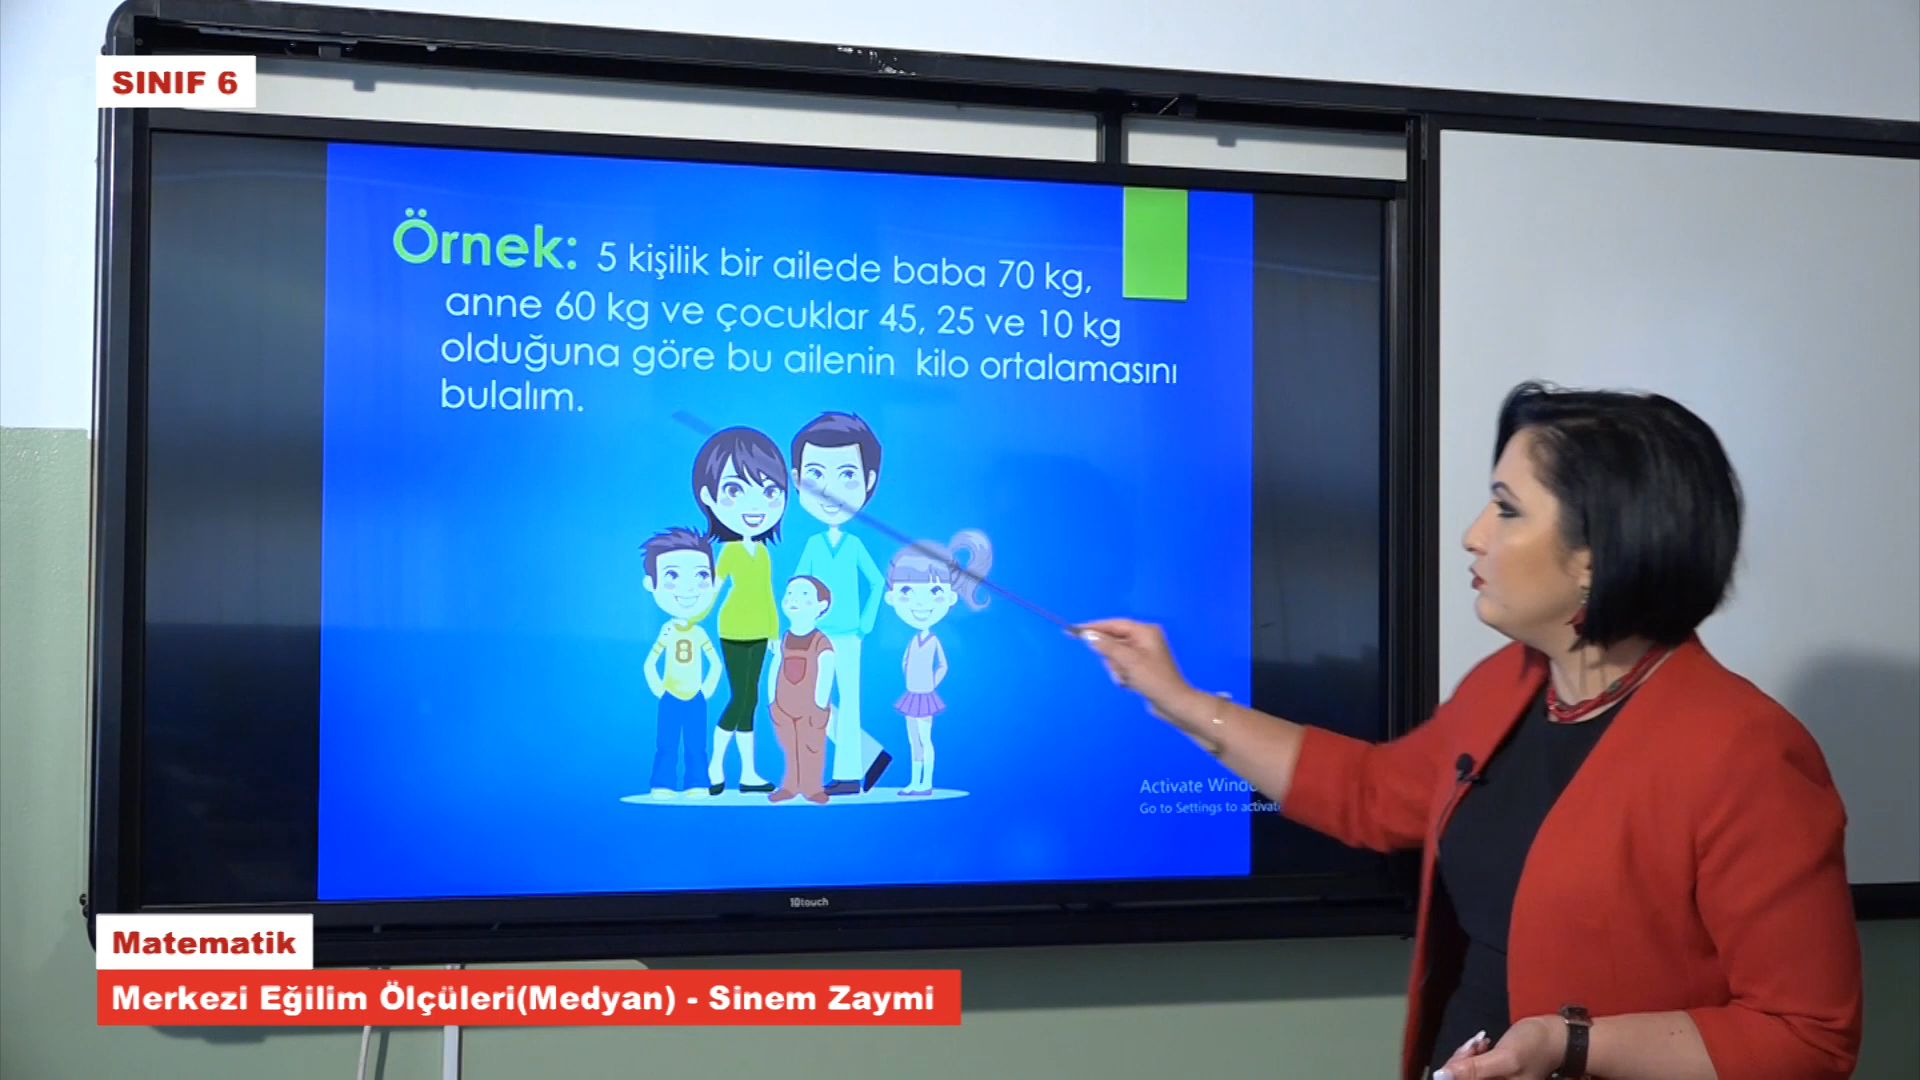 SINIF 6
Örnek: 5 kişilik bir ailede baba 70 kg,
anne 60 kg ve çocuklar 45, 25 ve 10 kg
olduğuna göre bu ailenin kilo ortalamasını
bulalım.
8
Activate
Go to Settings to activate
10touch
Matematik
Merkezi Eğilim Ölçüleri(Medyan) - Sinem Zaymi